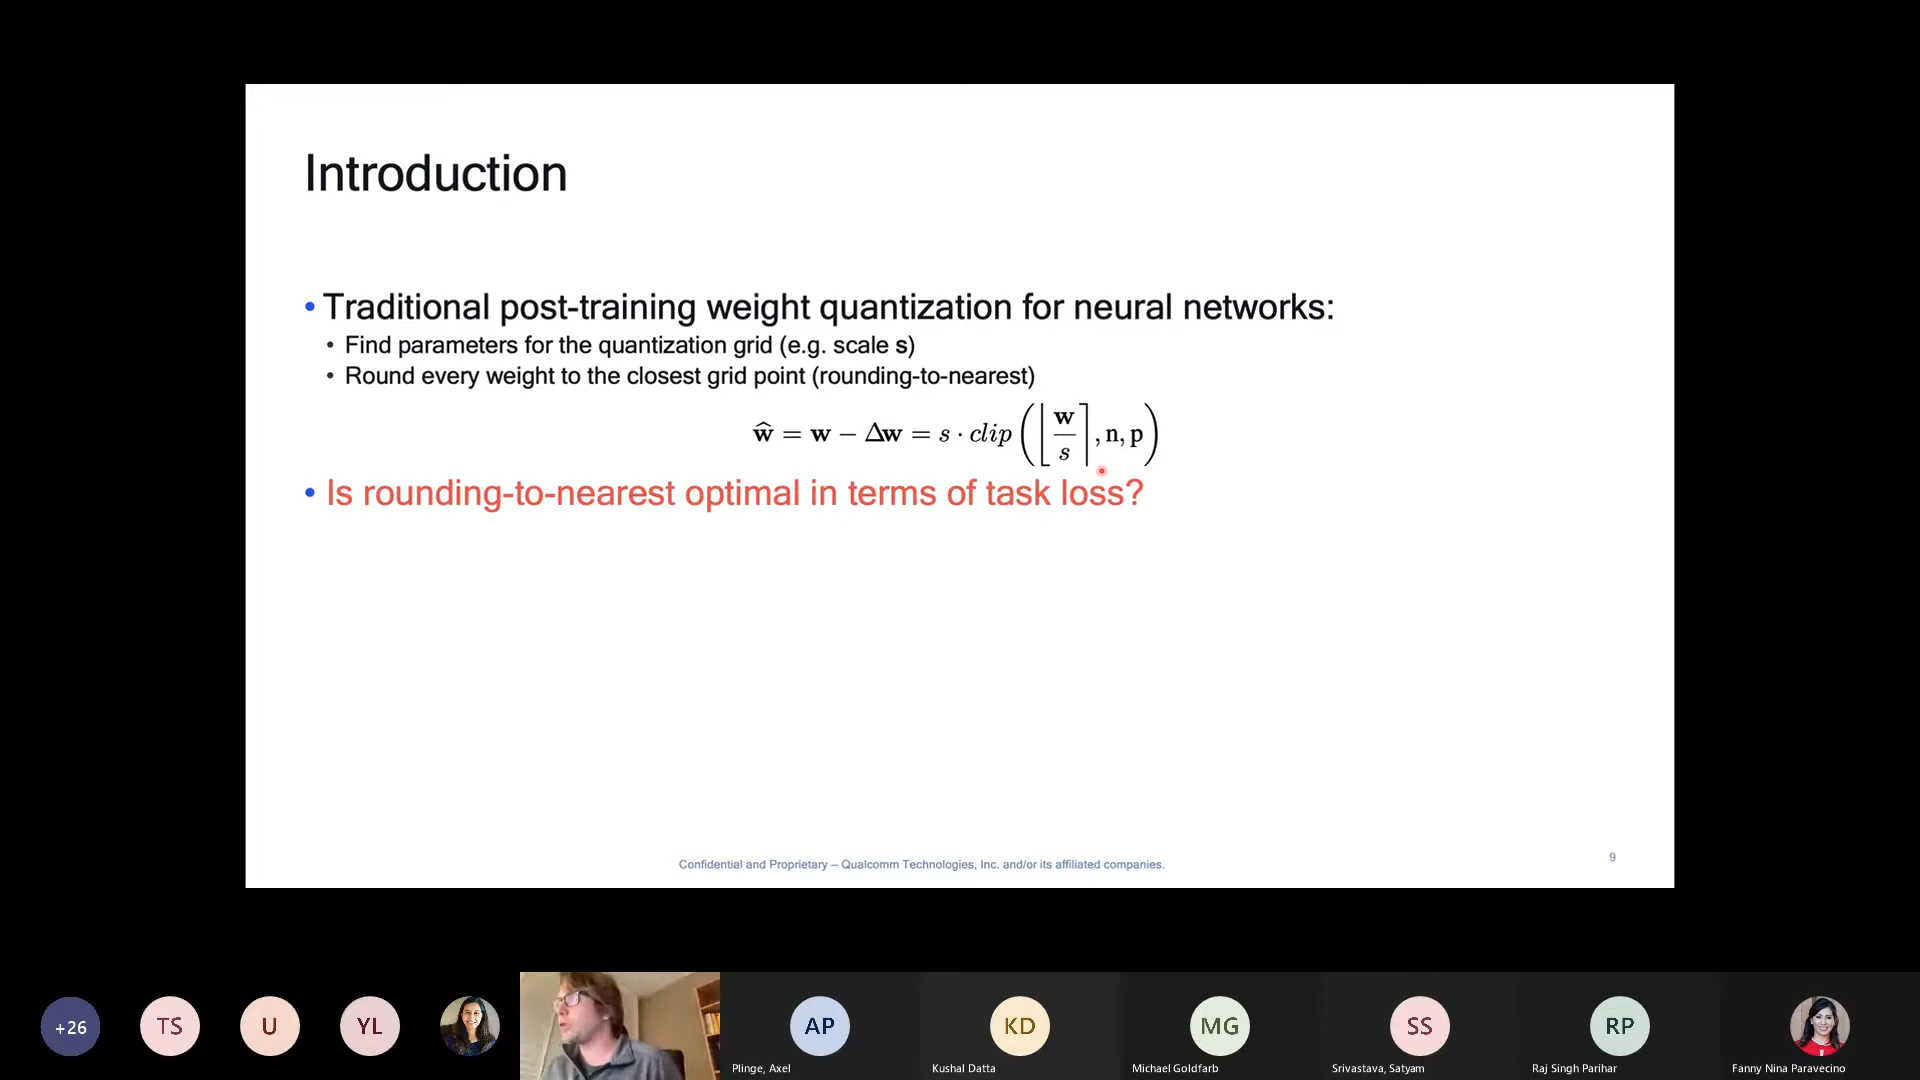 Introduction
• Traditional post-training weight quantization for neural networks:
• Find parameters for the quantization grid (e.g. scale s)
• Round every weight to the closest grid point (rounding-to-nearest)
ŵ = w − Δw = s · clip(⌊w/s⌉, n, p)
• Is rounding-to-nearest optimal in terms of task loss?
Confidential and Proprietary – Qualcomm Technologies, Inc. and/or its affiliated companies.
9
+26
TS
U
YL
AP
KD
MG
SS
RP
Plinge, Axel
Kushal Datta
Michael Goldfarb
Srivastava, Satyam
Raj Singh Parihar
Fanny Nina Paravecino